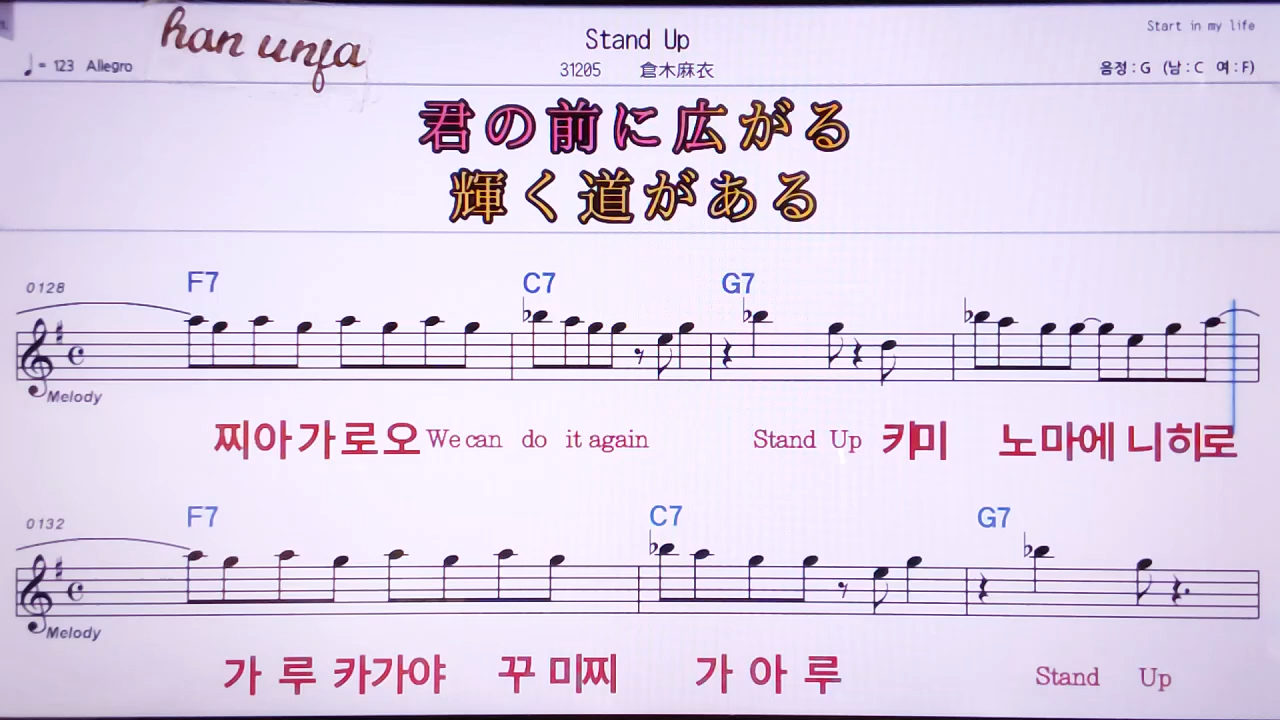 han unfa
Stand Up
Start in my life
♩= 123 Allegro
31205 倉木麻衣
음정:G (남:C 여:F)
君の前に広がる
輝く道がある
0128 F7 C7 G7
Melody
찌아가로오 We can do it again Stand Up 키미 노마에 니히로
0132 F7 C7 G7
Melody
가 루 카가야 꾸 미찌 가 아 루 Stand Up